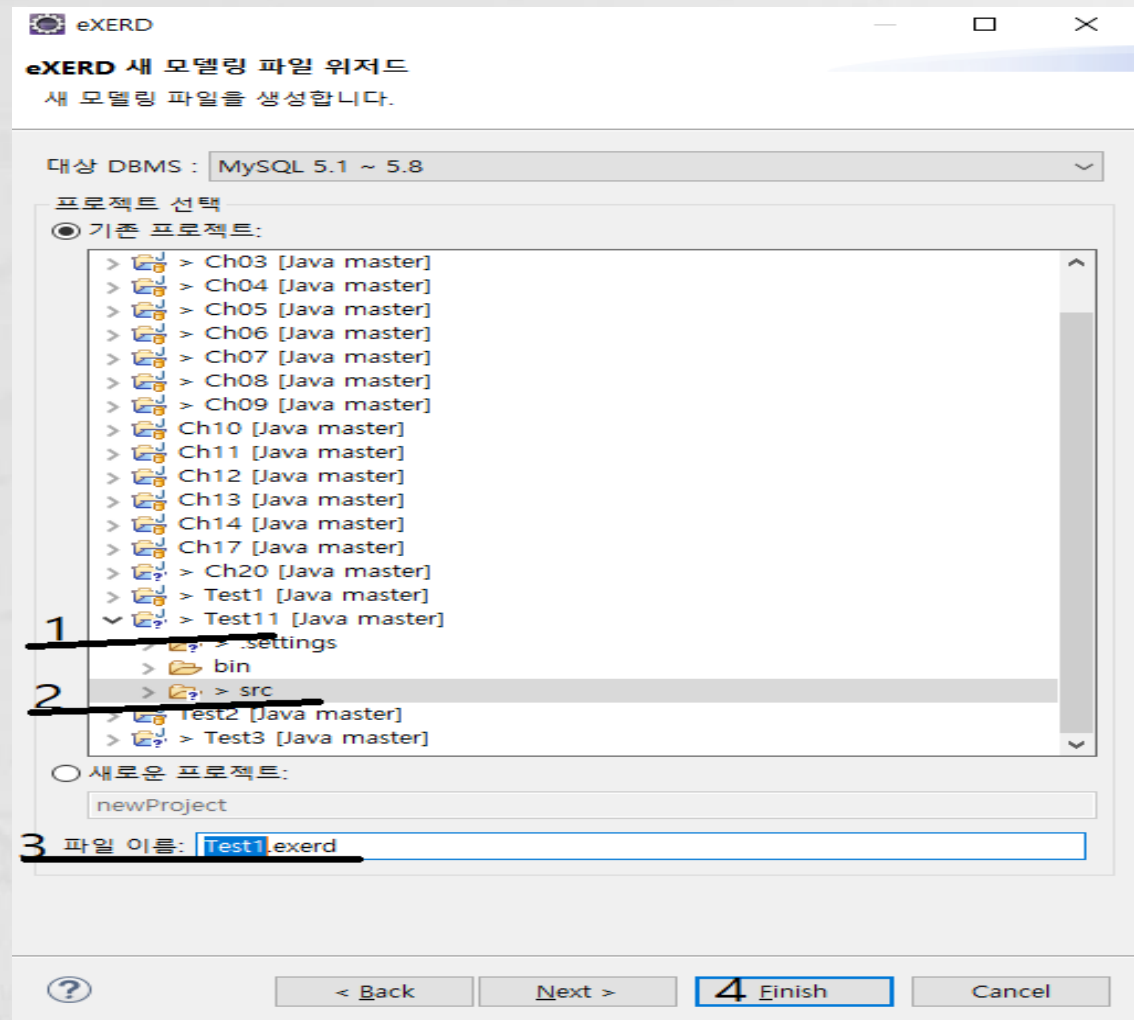 eXERD
eXERD 새 모델링 파일 위저드
새 모델링 파일을 생성합니다.
대상 DBMS : MySQL 5.1 ~ 5.8
프로젝트 선택
기존 프로젝트:
> > Ch03 [Java master]
> > Ch04 [Java master]
> > Ch05 [Java master]
> > Ch06 [Java master]
> > Ch07 [Java master]
> > Ch08 [Java master]
> > Ch09 [Java master]
> Ch10 [Java master]
> Ch11 [Java master]
> Ch12 [Java master]
> Ch13 [Java master]
> Ch14 [Java master]
> Ch17 [Java master]
> > Ch20 [Java master]
> > Test1 [Java master]
1 > Test11 [Java master]
> > .settings
> bin
2 > > src
> Test2 [Java master]
> > Test3 [Java master]
새로운 프로젝트:
newProject
3 파일 이름: Test1.exerd
? < Back Next > 4 Finish Cancel